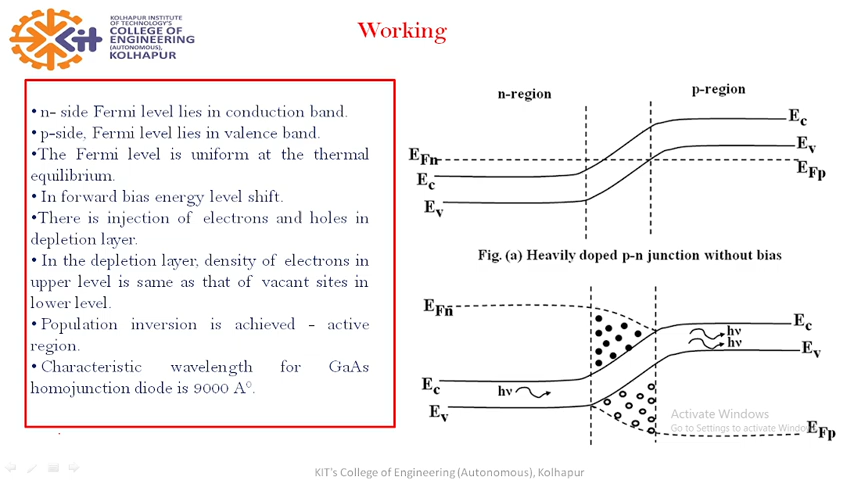 KOLHAPUR INSTITUTE
OF TECHNOLOGY'S
COLLEGE OF
ENGINEERING
(AUTONOMOUS),
KOLHAPUR
KIT
Working
• n- side Fermi level lies in conduction band.
• p-side, Fermi level lies in valence band.
•The Fermi level is uniform at the thermal
equilibrium.
• In forward bias energy level shift.
•There is injection of electrons and holes in
depletion layer.
• In the depletion layer, density of electrons in
upper level is same as that of vacant sites in
lower level.
•Population inversion is achieved - active
region.
•Characteristic wavelength for GaAs
homojunction diode is 9000 A⁰.
n-region
p-region
Ec
Ev
EFn
EFp
Ec
Ev
Fig. (a) Heavily doped p-n junction without bias
EFn
Ec
hν
hν
Ev
Ec
hν
Ev
EFp
Activate Windows
Go to Settings to activate Windows.
KIT's College of Engineering (Autonomous), Kolhapur